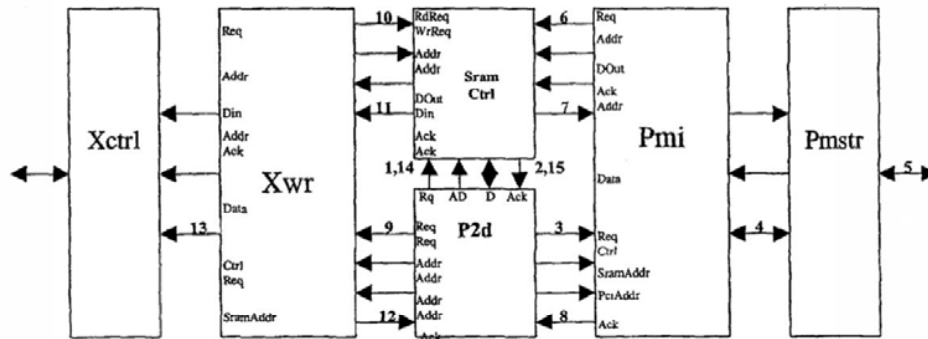 Xctrl
13
Req
Addr
Din
Addr
Ack
Xwr
Data
Ctrl
Req
SramAddr
10
11
1,14
9
12
RdReq
WrReq
Addr
Addr
Sram
Ctrl
DOut
Din
Ack
Ack
2,15
Rq
AD
D
Ack
P2d
Req
Req
Addr
Addr
Addr
Addr
Ack
6
7
3
8
Req
Addr
DOut
Ack
Addr
Pmi
Data
Req
Ctrl
SramAddr
PciAddr
Ack
4
Pmstr
5